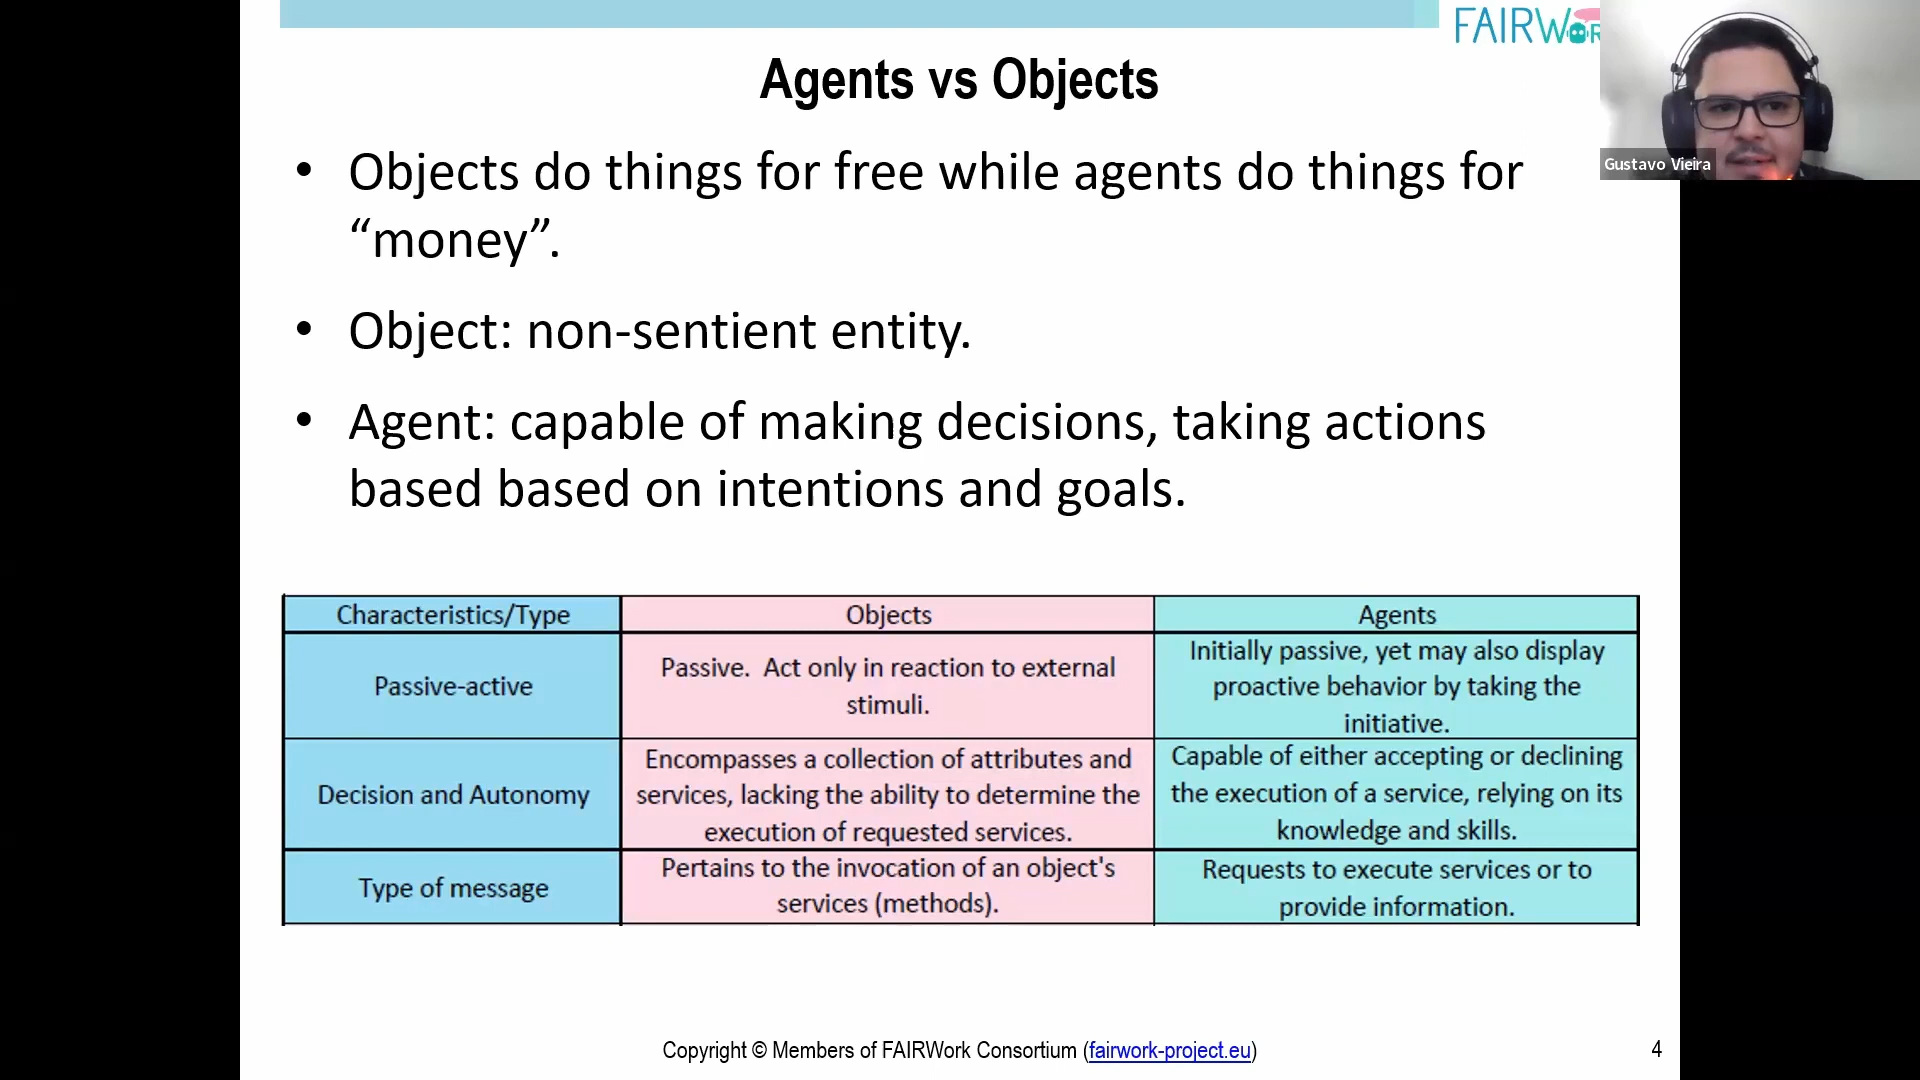 FAIRWor
Agents vs Objects
Gustavo Vieira
• Objects do things for free while agents do things for
“money”.
• Object: non-sentient entity.
• Agent: capable of making decisions, taking actions
based based on intentions and goals.
Characteristics/Type Objects Agents
Passive-active
Passive.  Act only in reaction to external
stimuli.
Initially passive, yet may also display
proactive behavior by taking the
initiative.
Decision and Autonomy
Encompasses a collection of attributes and
services, lacking the ability to determine the
execution of requested services.
Capable of either accepting or declining
the execution of a service, relying on its
knowledge and skills.
Type of message
Pertains to the invocation of an object's
services (methods).
Requests to execute services or to
provide information.
Copyright © Members of FAIRWork Consortium (fairwork-project.eu)
4